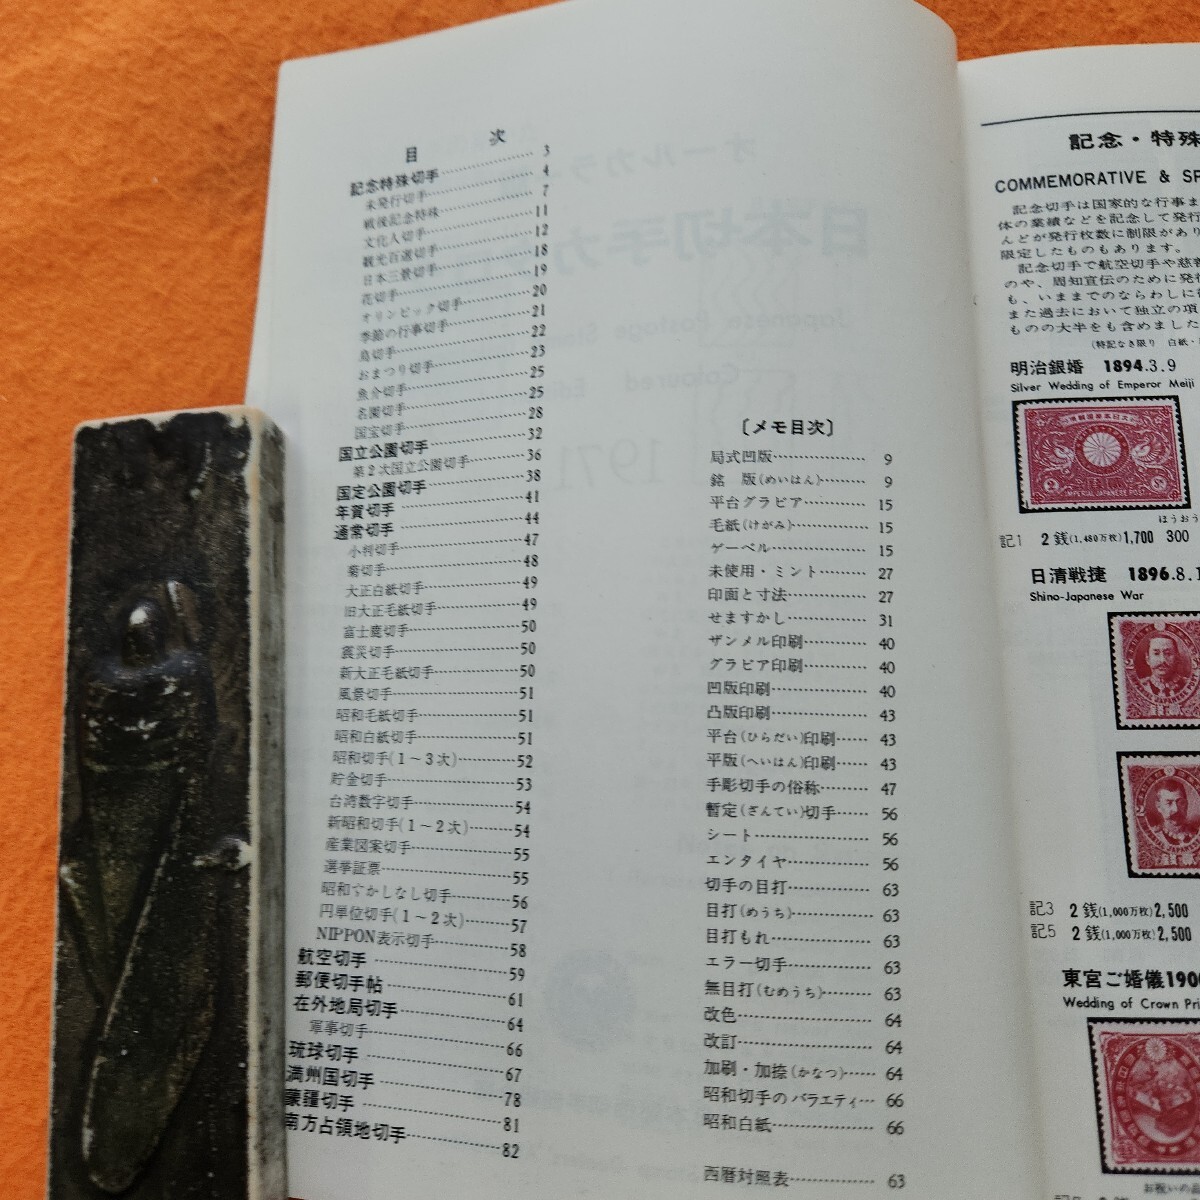 目　次
記念特殊切手 3
未発行切手 4
戦後記念特殊 7
文化人切手 11
観光百選切手 12
日本三景切手 18
花切手 19
オリンピック切手 20
季節の行事切手 21
鳥切手 22
おまつり切手 23
魚介切手 25
名園切手 25
国宝切手 28
国立公園切手 32
第2次国立公園切手 36
国定公園切手 38
年賀切手 41
通常切手 44
小判切手 47
菊切手 48
大正白紙切手 49
旧大正毛紙切手 49
富士鹿切手 50
震災切手 50
新大正毛紙切手 50
風景切手 51
昭和毛紙切手 51
昭和白紙切手 51
昭和切手(1～3次) 52
貯金切手 53
台湾数字切手 54
新昭和切手(1～2次) 54
産業図案切手 55
選挙証票 55
昭和すかしなし切手 56
円単位切手(1～2次) 57
NIPPON表示切手 58
航空切手 59
郵便切手帖 61
在外地局切手 64
軍事切手 66
琉球切手 67
満州国切手 78
蒙疆切手 81
南方占領地切手 82
〔メモ目次〕
局式凹版 9
銘　版(めいはん) 9
平台グラビア 15
毛紙(けがみ) 15
ゲーベル 15
未使用・ミント 27
印面と寸法 27
せますかし 31
ザンメル印刷 40
グラビア印刷 40
凹版印刷 40
凸版印刷 43
平台(ひらだい)印刷 43
平版(へいはん)印刷 43
手彫切手の俗称 47
暫定(ざんてい)切手 56
シート 56
エンタイヤ 56
切手の目打 63
目打(めうち) 63
目打もれ 63
エラー切手 63
無目打(むめうち) 63
改色 64
改訂 64
加刷・加捺(かなつ) 64
昭和切手のバラエティ 66
昭和白紙 66
西暦対照表 63
記念・特殊
COMMEMORATIVE & SP
記念切手は国家的な行事ま
体の業績などを記念して発行
んどが発行枚数に制限があり
限定したものもあります。
記念切手で航空切手や慈
のや、周知宣伝のために発行
も、いままでのならわしに
また過去において独立の項
ものの大半をも含めました
(特記なき限り　白紙・
明治銀婚　1894.3.9
Silver Wedding of Emperor Meiji
IMPERIAL JAPANESE POST
ほうおう
記1　2銭(1,480万枚)1,700　300
日清戦捷　1896.8.1
Shino-Japanese War
記3　2銭(1,000万枚)2,500
記5　2銭(1,000万枚)2,500
東宮ご婚儀1900
Wedding of Crown Pri
お祝いの品